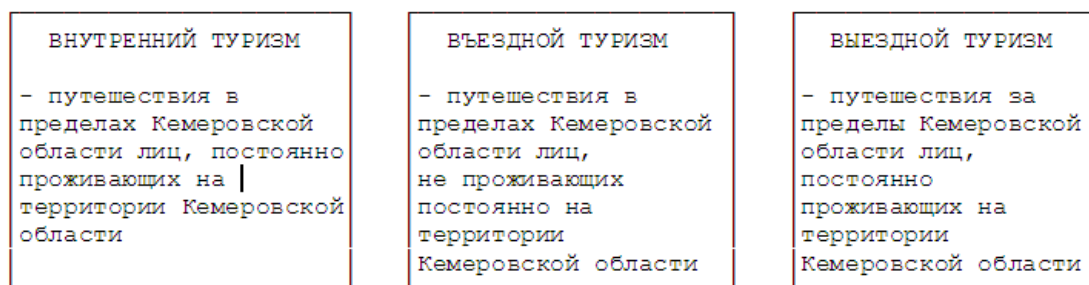 ВНУТРЕННИЙ ТУРИЗМ
- путешествия в
пределах Кемеровской
области лиц, постоянно
проживающих на
территории Кемеровской
области
ВЪЕЗДНОЙ ТУРИЗМ
- путешествия в
пределах Кемеровской
области лиц,
не проживающих
постоянно на
территории
Кемеровской области
ВЫЕЗДНОЙ ТУРИЗМ
- путешествия за
пределы Кемеровской
области лиц,
постоянно
проживающих на
территории
Кемеровской области